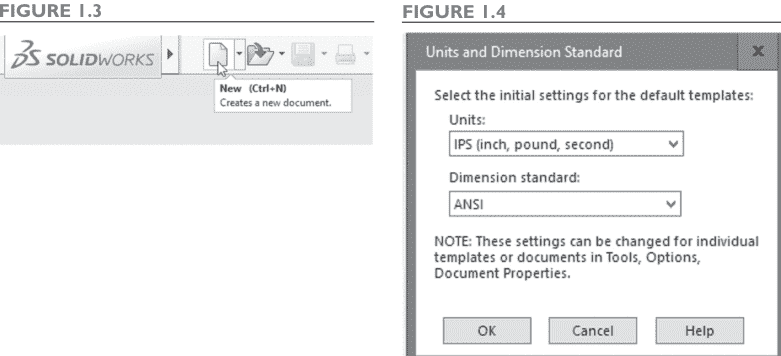 FIGURE 1.3
DS SOLIDWORKS
New (Ctrl+N)
Creates a new document.
FIGURE 1.4
Units and Dimension Standard
X
Select the initial settings for the default templates:
Units:
IPS (inch, pound, second)
Dimension standard:
ANSI
NOTE: These settings can be changed for individual
templates or documents in Tools, Options,
Document Properties.
OK Cancel Help